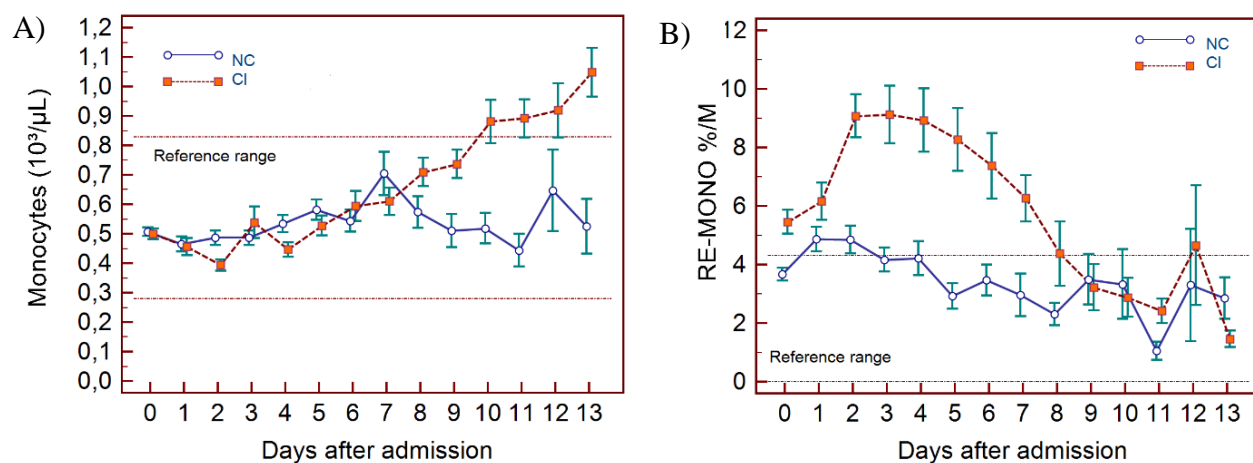 A)
Monocytes (10³/µL)
1,2
1,1
1,0
0,9
0,8
0,7
0,6
0,5
0,4
0,3
0,2
0,1
0,0
NC
CI
Reference range
0 1 2 3 4 5 6 7 8 9 10 11 12 13
Days after admission
B)
RE-MONO %/M
12
10
8
6
4
2
0
NC
CI
Reference range
0 1 2 3 4 5 6 7 8 9 10 11 12 13
Days after admission